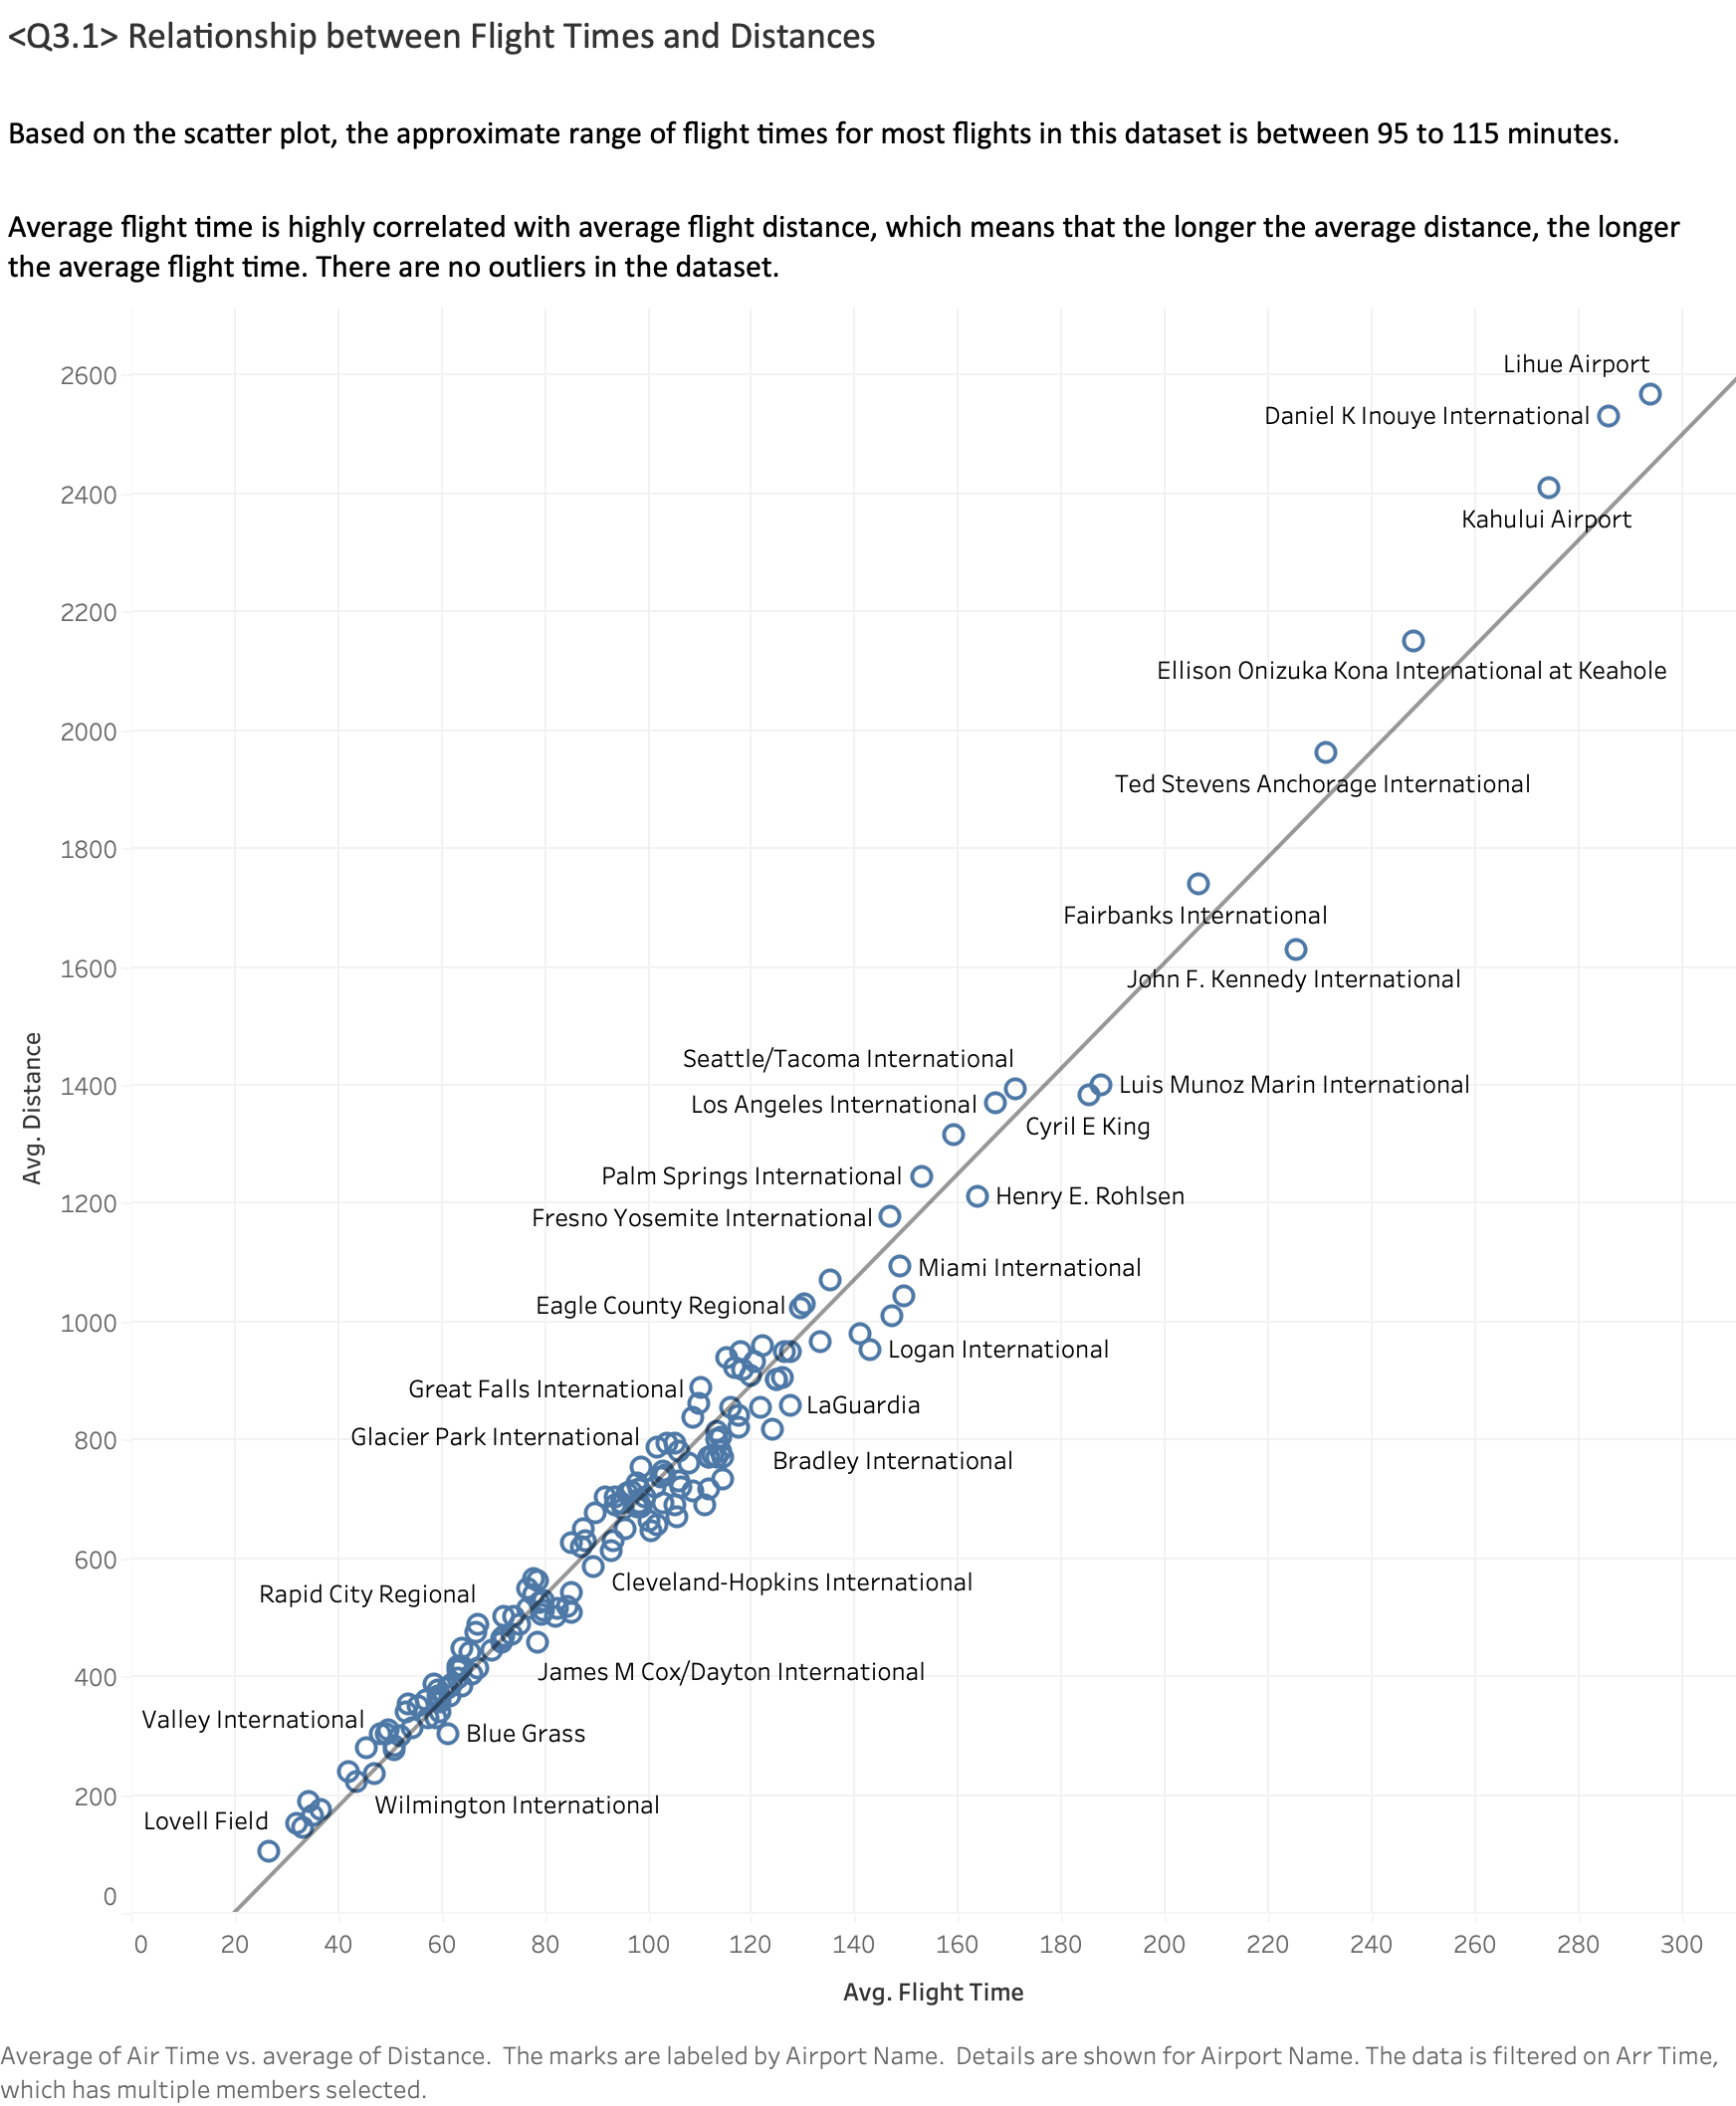 <Q3.1> Relationship between Flight Times and Distances
Based on the scatter plot, the approximate range of flight times for most flights in this dataset is between 95 to 115 minutes.
Average flight time is highly correlated with average flight distance, which means that the longer the average distance, the longer
the average flight time. There are no outliers in the dataset.
Lihue Airport
2600
Daniel K Inouye International
2400
Kahului Airport
2200
Ellison Onizuka Kona International at Keahole
2000
Ted Stevens Anchorage International
1800
Fairbanks International
1600
John F. Kennedy International
Seattle/Tacoma International
1400
Luis Munoz Marin International
Los Angeles International
Cyril E King
Avg. Distance
Palm Springs International
1200
Henry E. Rohlsen
Fresno Yosemite International
Miami International
Eagle County Regional
1000
Logan International
Great Falls International
LaGuardia
Glacier Park International
800
Bradley International
600
Cleveland-Hopkins International
Rapid City Regional
400
James M Cox/Dayton International
Valley International
Blue Grass
200
Wilmington International
Lovell Field
0
0 20 40 60 80 100 120 140 160 180 200 220 240 260 280 300
Avg. Flight Time
Average of Air Time vs. average of Distance.  The marks are labeled by Airport Name.  Details are shown for Airport Name. The data is filtered on Arr Time,
which has multiple members selected.